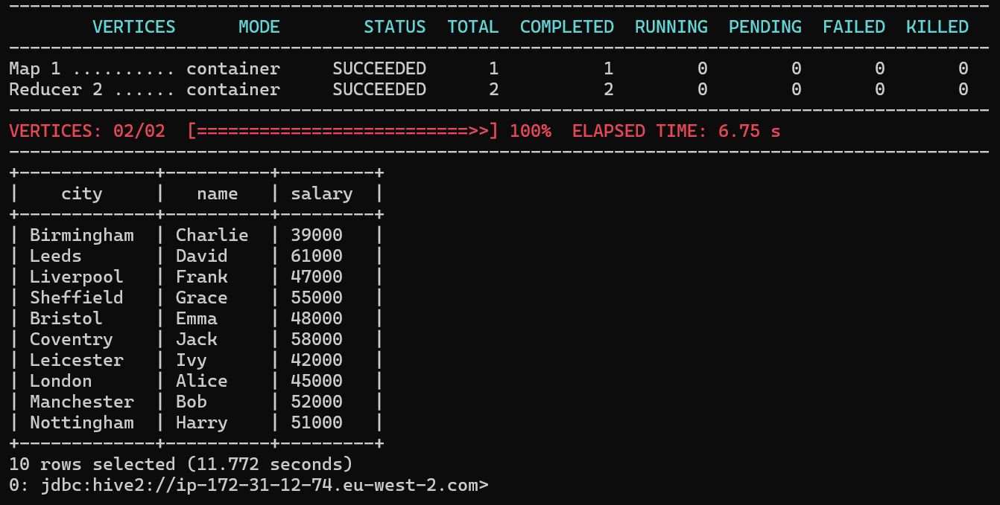 ----------------------------------------------------------------------------------------------
        VERTICES      MODE        STATUS  TOTAL  COMPLETED  RUNNING  PENDING  FAILED  KILLED
----------------------------------------------------------------------------------------------
Map 1 .......... container     SUCCEEDED      1          1        0        0       0       0
Reducer 2 ...... container     SUCCEEDED      2          2        0        0       0       0
----------------------------------------------------------------------------------------------
VERTICES: 02/02  [==========================>>] 100%  ELAPSED TIME: 6.75 s
----------------------------------------------------------------------------------------------
+-------------+----------+---------+
|    city     |   name   | salary  |
+-------------+----------+---------+
| Birmingham  | Charlie  | 39000   |
| Leeds       | David    | 61000   |
| Liverpool   | Frank    | 47000   |
| Sheffield   | Grace    | 55000   |
| Bristol     | Emma     | 48000   |
| Coventry    | Jack     | 58000   |
| Leicester   | Ivy      | 42000   |
| London      | Alice    | 45000   |
| Manchester  | Bob      | 52000   |
| Nottingham  | Harry    | 51000   |
+-------------+----------+---------+
10 rows selected (11.772 seconds)
0: jdbc:hive2://ip-172-31-12-74.eu-west-2.com>